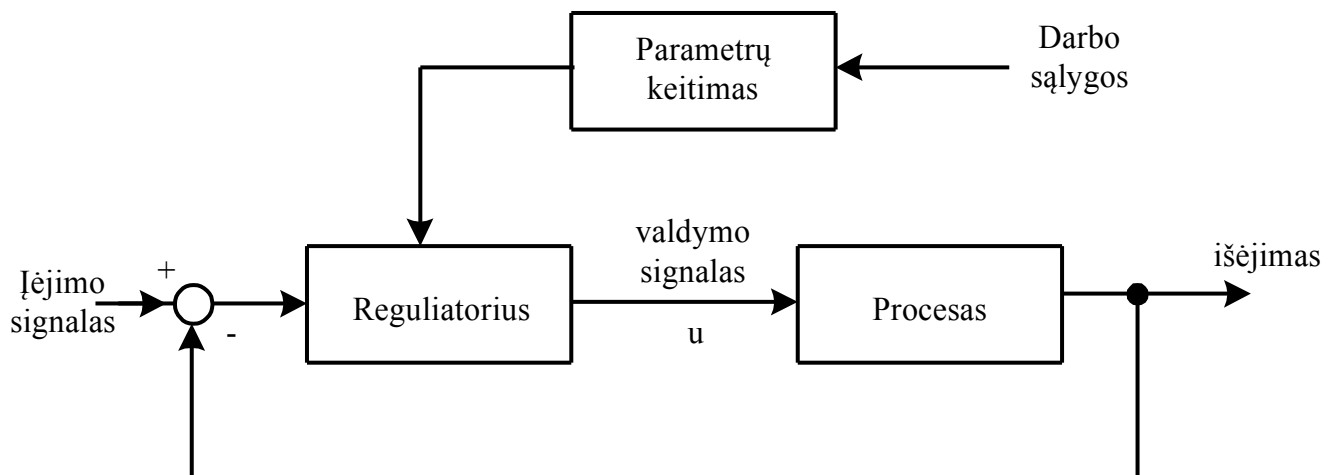 Parametrų
keitimas
Darbo
sąlygos
Įėjimo
signalas
+
-
Reguliatorius
valdymo
signalas
u
Procesas
išėjimas